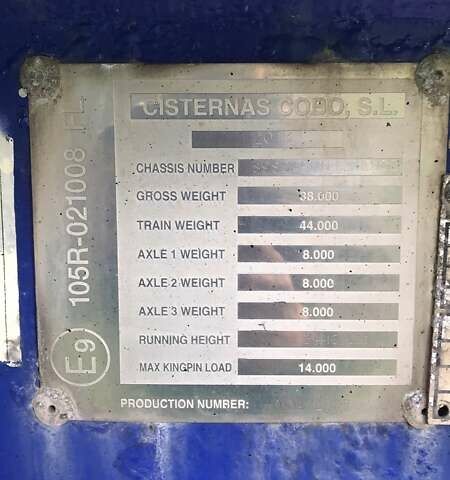 CISTERNAS COBO, S.L.
CHASSIS NUMBER
GROSS WEIGHT 38.000
TRAIN WEIGHT 44.000
AXLE 1 WEIGHT 8.000
AXLE 2 WEIGHT 8.000
AXLE 3 WEIGHT 8.000
RUNNING HEIGHT
MAX KINGPIN LOAD 14.000
PRODUCTION NUMBER:
E9 105R-021008 FL